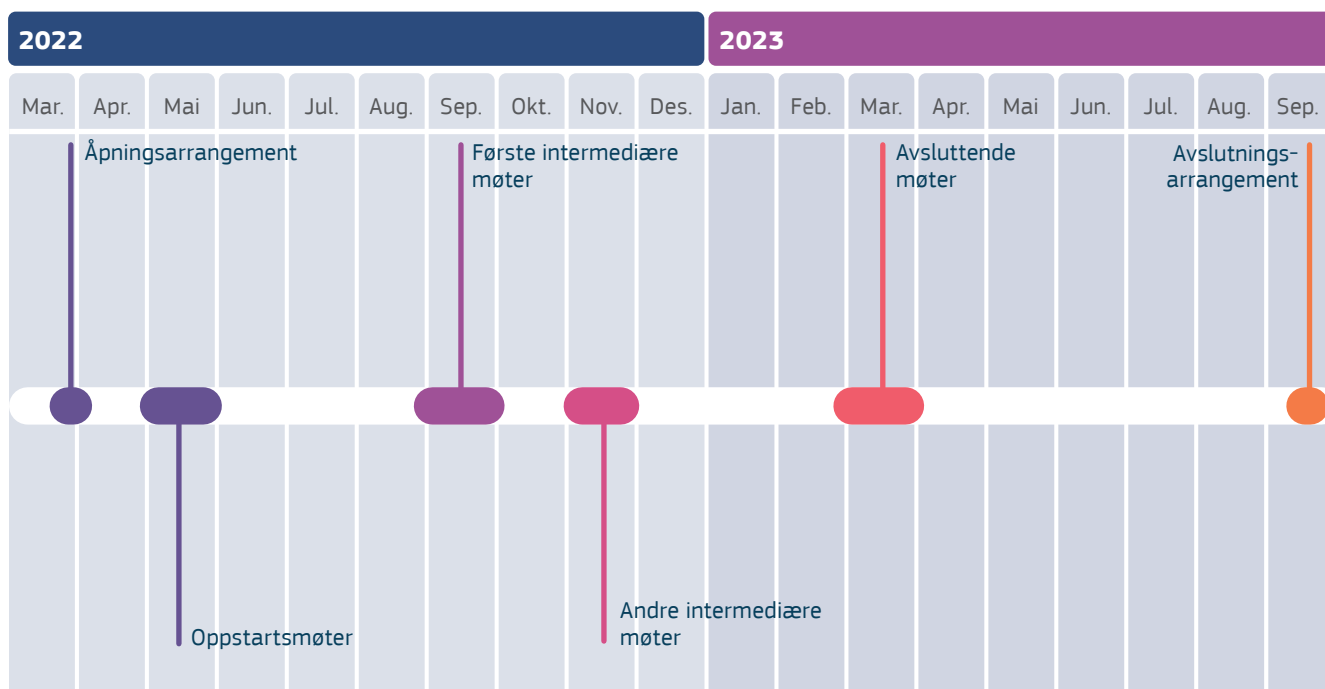 2022
2023
Mar. Apr. Mai Jun. Jul. Aug. Sep. Okt. Nov. Des. Jan. Feb. Mar. Apr. Mai Jun. Jul. Aug. Sep.
Åpningsarrangement
Første intermediære
møter
Avsluttende
møter
Avslutnings-
arrangement
Oppstartsmøter
Andre intermediære
møter